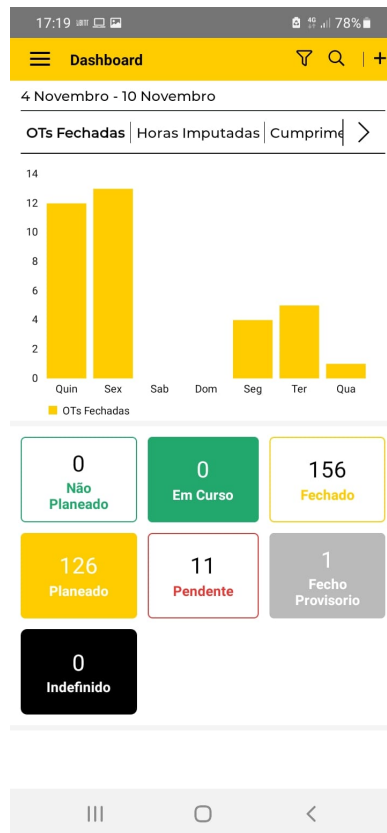 17:19
4G
78%
Dashboard
4 Novembro - 10 Novembro
OTs Fechadas Horas Imputadas Cumprime
14
12
10
8
6
4
2
0
Quin Sex Sab Dom Seg Ter Qua
OTs Fechadas
0
Não
Planeado
0
Em Curso
156
Fechado
126
Planeado
11
Pendente
1
Fecho
Provisorio
0
Indefinido